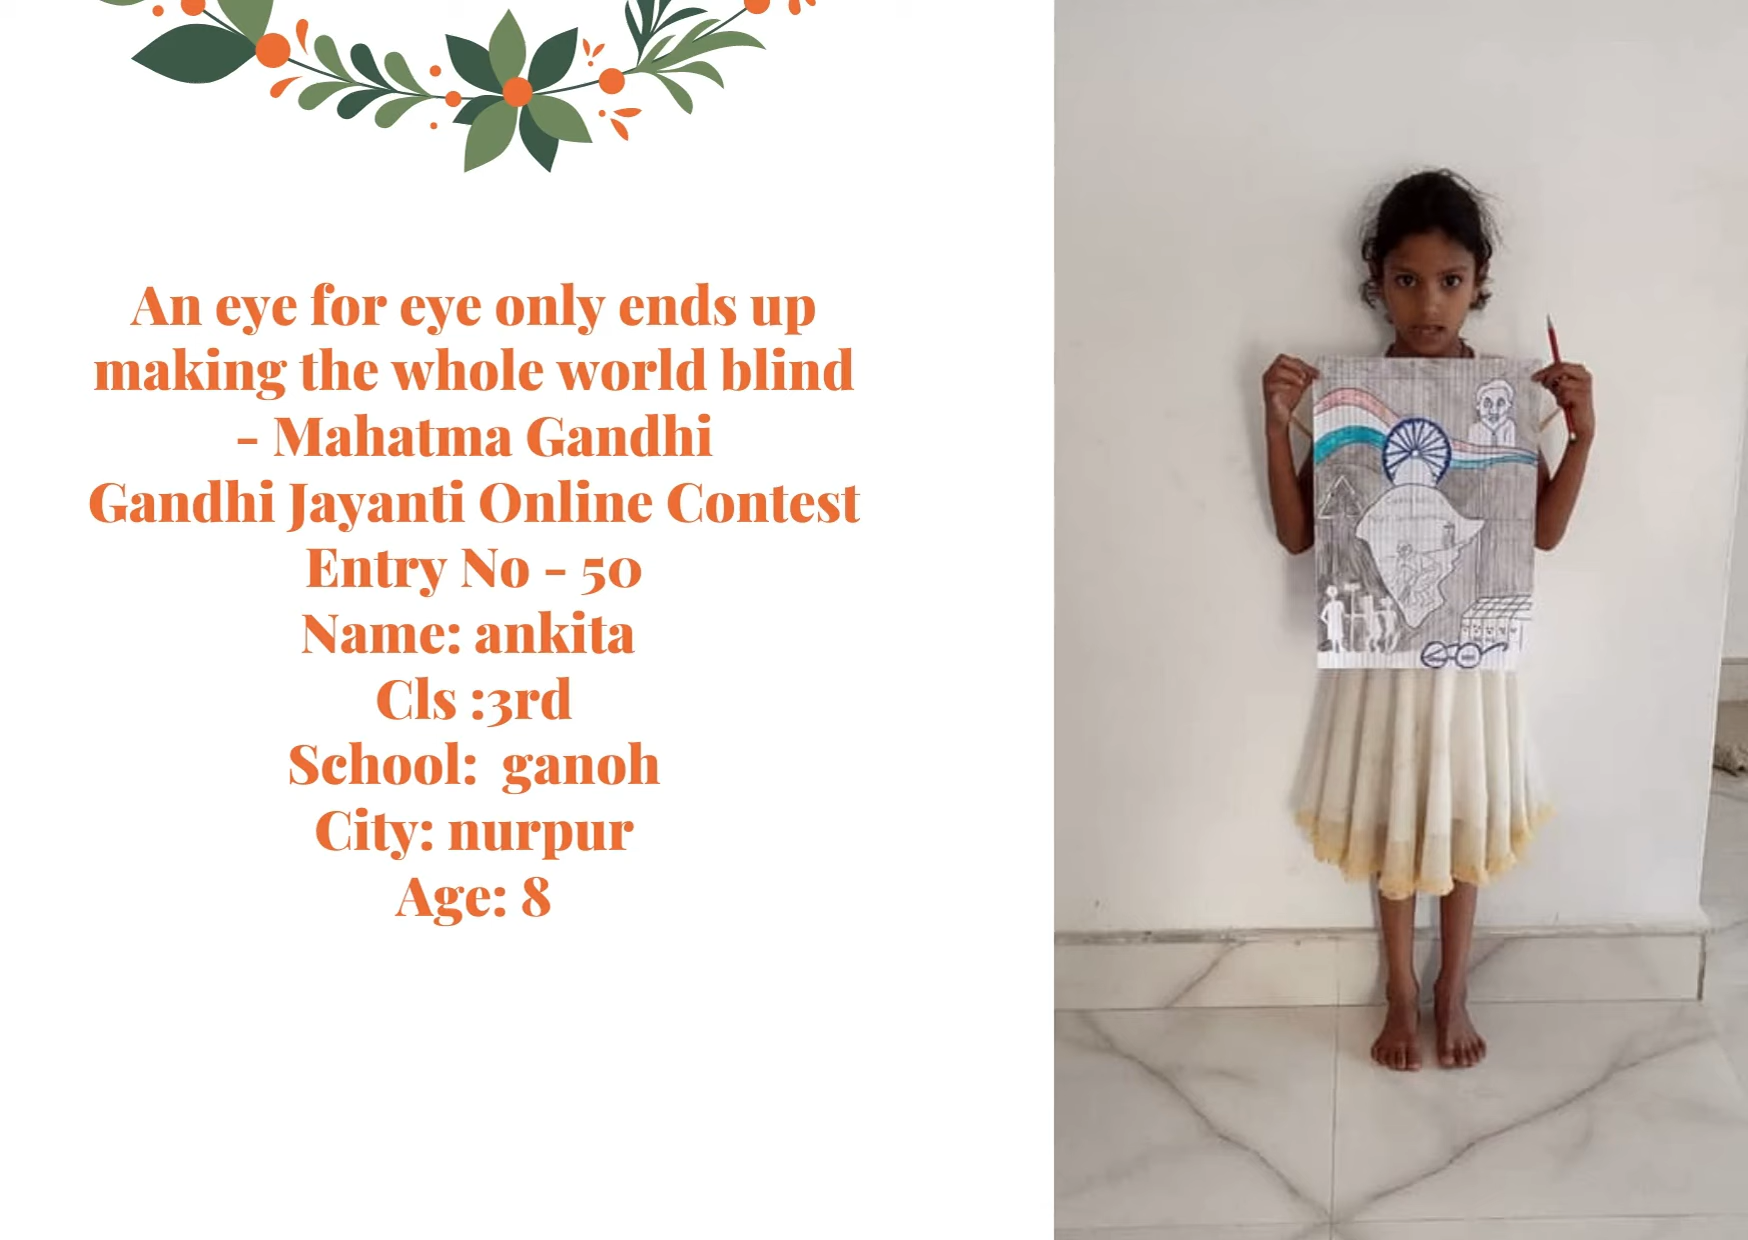 An eye for eye only ends up
making the whole world blind
- Mahatma Gandhi
Gandhi Jayanti Online Contest
Entry No - 50
Name: ankita
Cls :3rd
School:  ganoh
City: nurpur
Age: 8